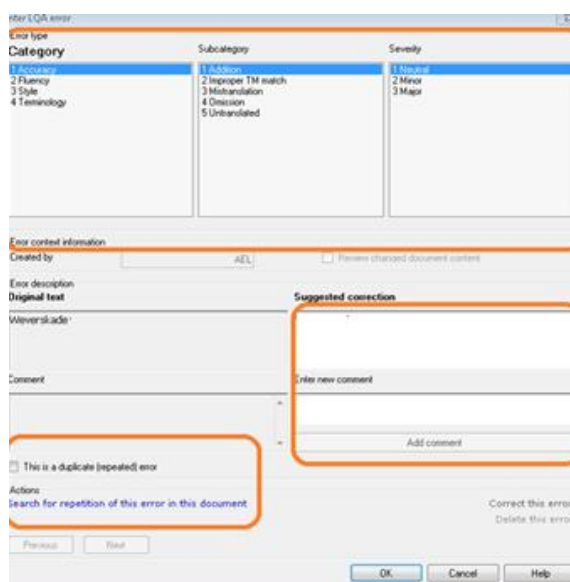 nter LQA error
Error type
Category Subcategory Severity
1 Accuracy 1 Addition 1 Neutral
2 Fluency 2 Improper TM match 2 Minor
3 Style 3 Mistranslation 3 Major
4 Terminology 4 Omission
5 Untranslated
Error context information
Created by AEL Review changed document content
Error description
Original text Suggested correction
Weverskade
Comment Enter new comment
Add comment
This is a duplicate (repeated) error
Actions
Search for repetition of this error in this document Correct this error
Delete this error
Previous Next
OK Cancel Help